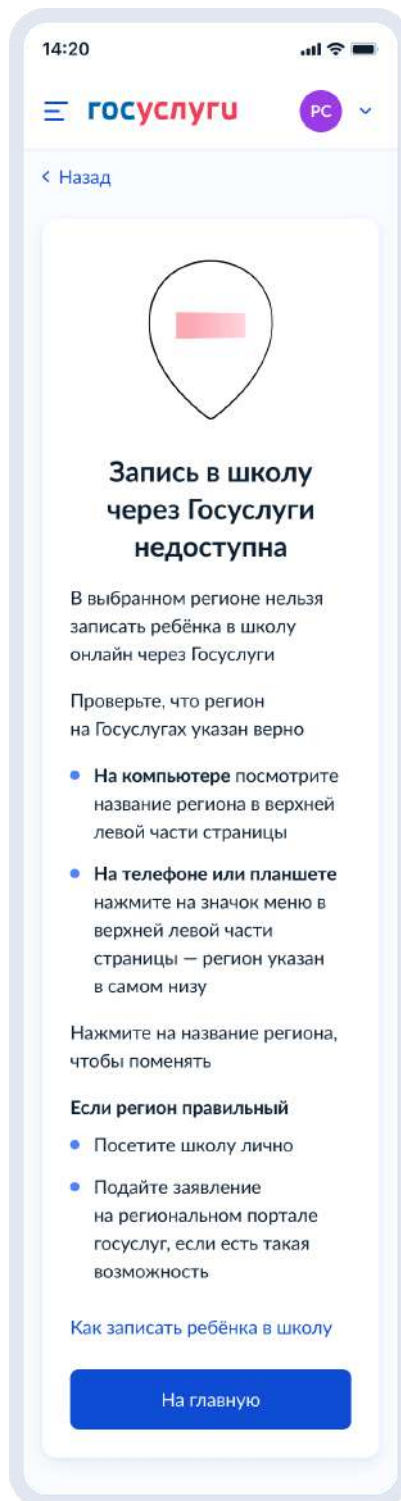 14:20
госуслуги
РС
Назад
Запись в школу
через Госуслуги
недоступна
В выбранном регионе нельзя
записать ребёнка в школу
онлайн через Госуслуги
Проверьте, что регион
на Госуслугах указан верно
На компьютере посмотрите
название региона в верхней
левой части страницы
На телефоне или планшете
нажмите на значок меню в
верхней левой части
страницы — регион указан
в самом низу
Нажмите на название региона,
чтобы поменять
Если регион правильный
Посетите школу лично
Подайте заявление
на региональном портале
госуслуг, если есть такая
возможность
Как записать ребёнка в школу
На главную